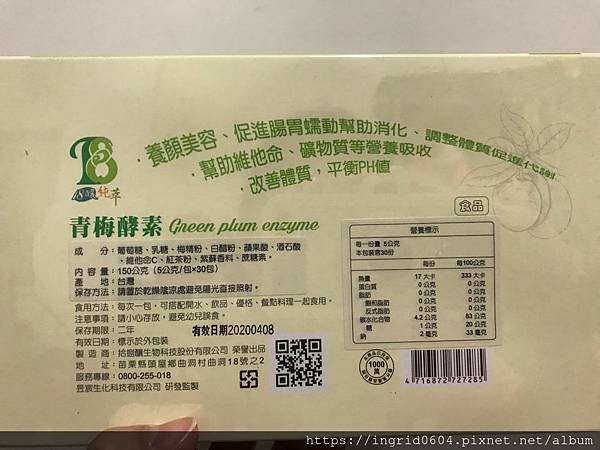 18釀純萃
·養顏美容、促進腸胃蠕動幫助消化、調整體質促進代謝
·幫助維他命、礦物質等營養吸收
·改善體質，平衡PH值
食品
青梅酵素 Green plum enzyme
成　分：葡萄糖、乳糖、梅精粉、白醋粉、蘋果酸、酒石酸
、維他命C、紅茶粉、紫蘇香料、蔗糖素。
內 容 量：150公克（5公克/包×30包）
產　地：台灣
保存方法：請置於乾燥陰涼處避免陽光直接照射。
食用方法：每次一包，可搭配開水、飲品、優格、餐點料理一起食用。
注意事項：請小心存放，避免幼兒誤食。
保存期限：二年
有效日期20200408
有效日期：標示於外包裝
製 造 商：拾捌釀生物科技股份有限公司 榮譽出品
地　址：苗栗縣頭屋鄉曲洞村曲洞18號之2
服務專線：0800-255-018
昱宸生化科技有限公司 研發監製
營養標示
每一份量 5公克
本包裝含30份
每份 每100公克
熱量 17 大卡 333 大卡
蛋白質 0 公克 0 公克
脂肪 0 公克 0 公克
飽和脂肪 0 公克 0 公克
反式脂肪 0 公克 0 公克
碳水化合物 4.2 公克 83 公克
糖 1 公克 20 公克
鈉 2 毫克 33 毫克
1000萬
4 716872 727285
https://ingrid0604.pixnet.net/album